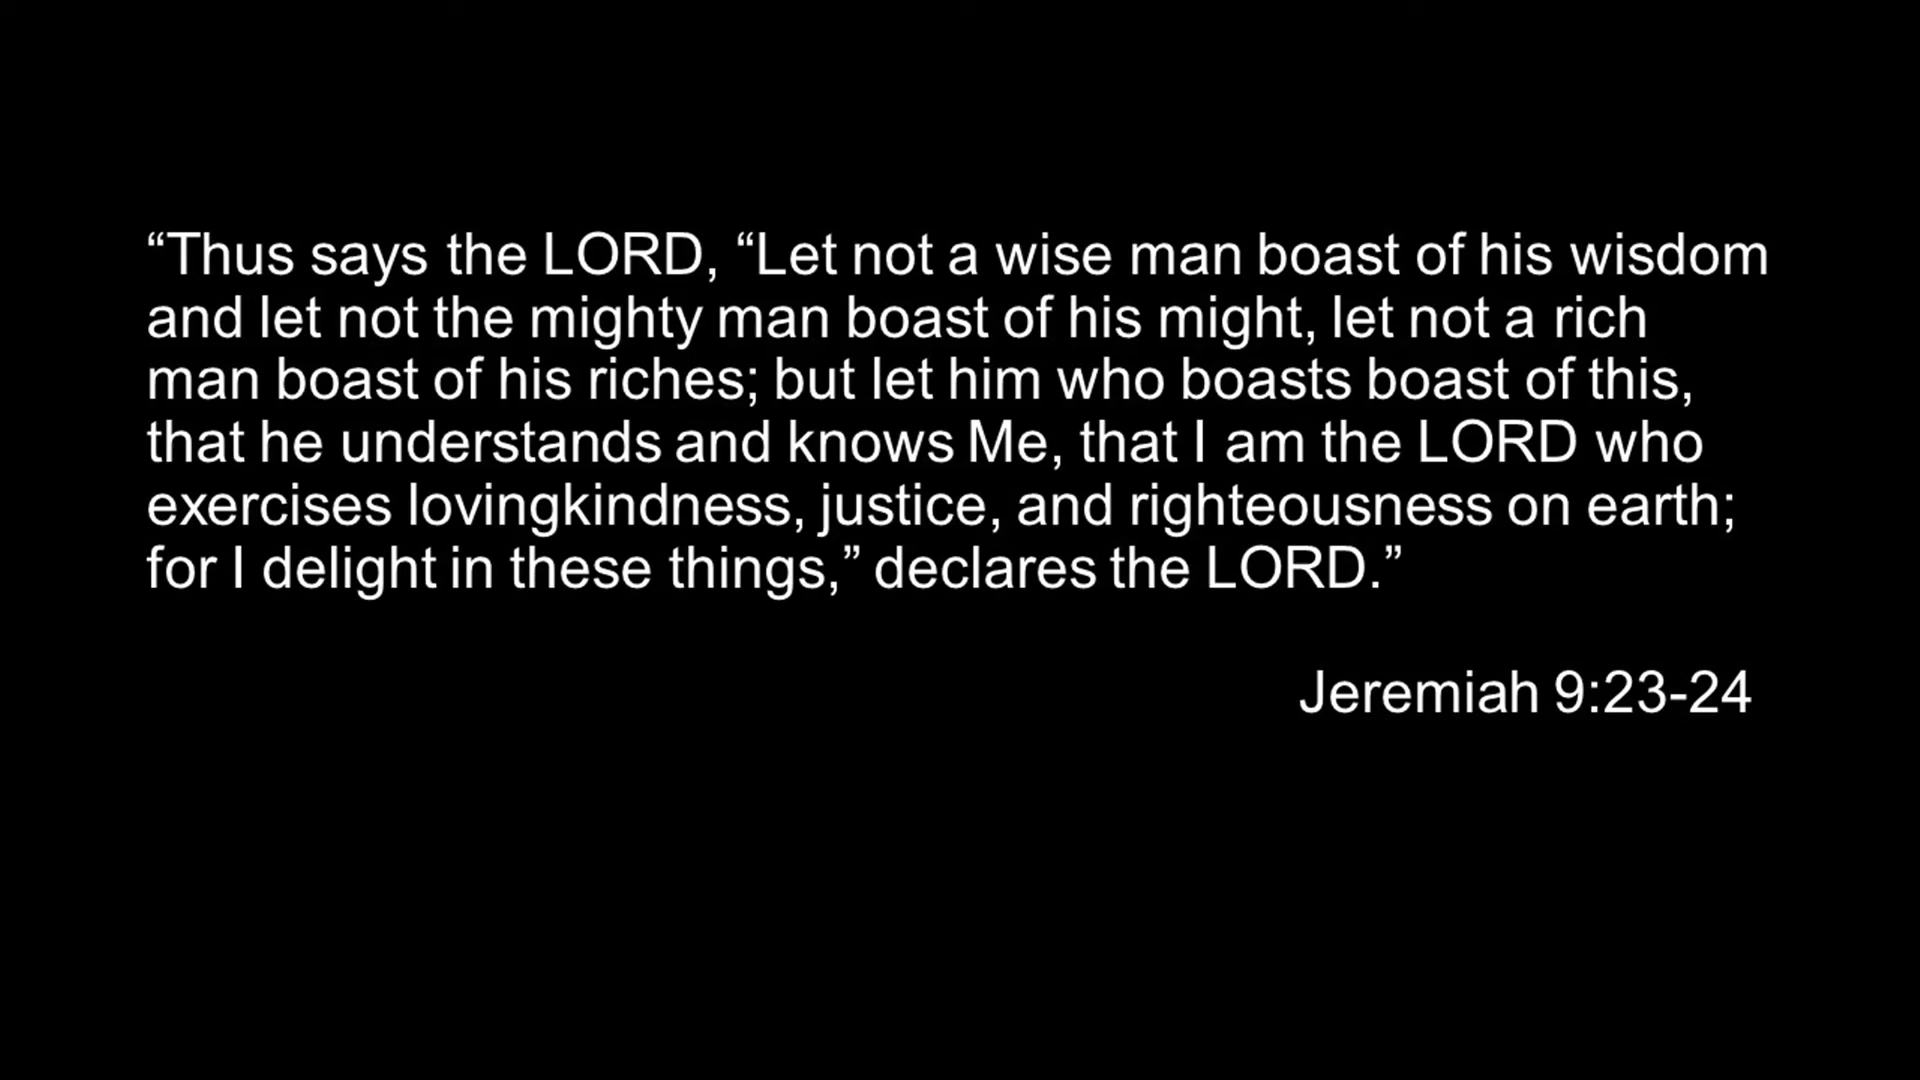 “Thus says the LORD, “Let not a wise man boast of his wisdom
and let not the mighty man boast of his might, let not a rich
man boast of his riches; but let him who boasts boast of this,
that he understands and knows Me, that I am the LORD who
exercises lovingkindness, justice, and righteousness on earth;
for I delight in these things,” declares the LORD.”
Jeremiah 9:23-24